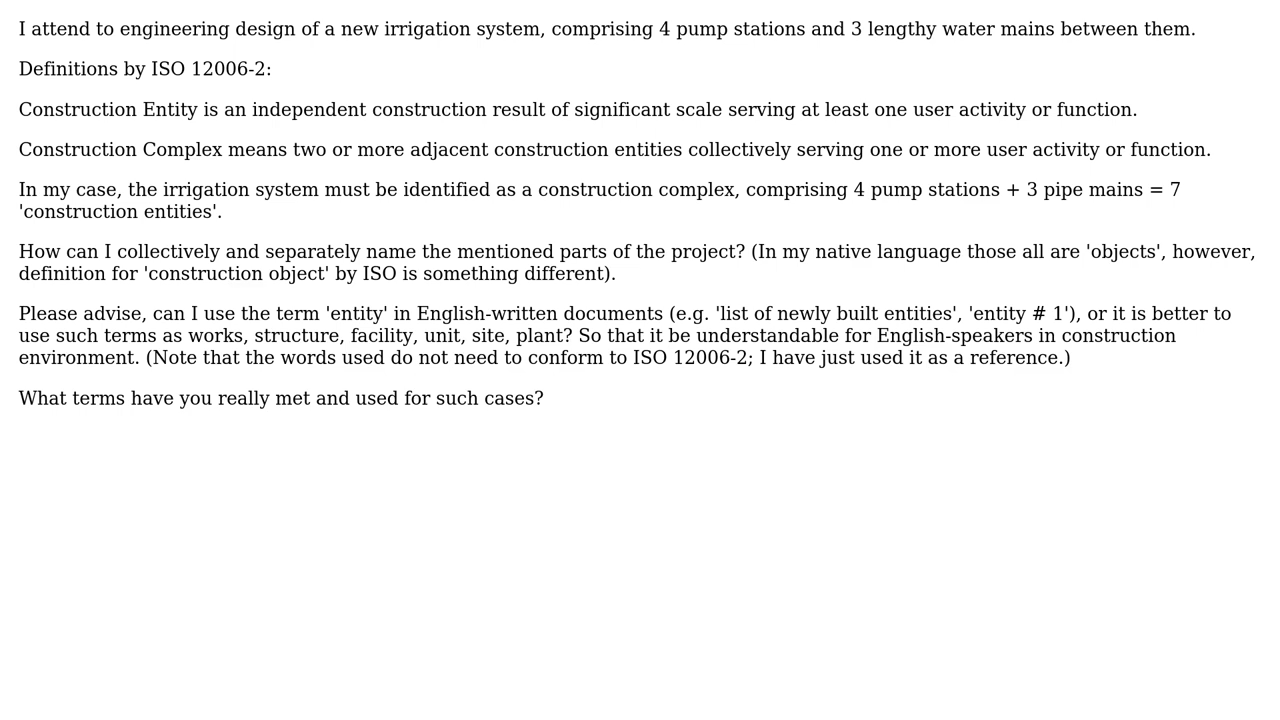 I attend to engineering design of a new irrigation system, comprising 4 pump stations and 3 lengthy water mains between them.
Definitions by ISO 12006-2:
Construction Entity is an independent construction result of significant scale serving at least one user activity or function.
Construction Complex means two or more adjacent construction entities collectively serving one or more user activity or function.
In my case, the irrigation system must be identified as a construction complex, comprising 4 pump stations + 3 pipe mains = 7
'construction entities'.
How can I collectively and separately name the mentioned parts of the project? (In my native language those all are 'objects', however,
definition for 'construction object' by ISO is something different).
Please advise, can I use the term 'entity' in English-written documents (e.g. 'list of newly built entities', 'entity # 1'), or it is better to
use such terms as works, structure, facility, unit, site, plant? So that it be understandable for English-speakers in construction
environment. (Note that the words used do not need to conform to ISO 12006-2; I have just used it as a reference.)
What terms have you really met and used for such cases?